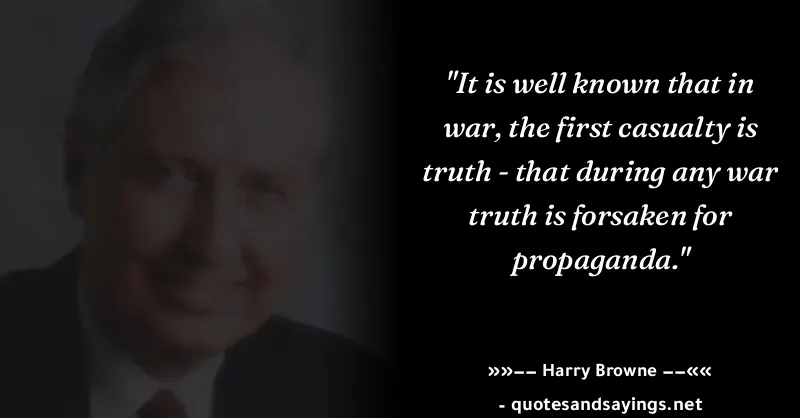 "It is well known that in
war, the first casualty is
truth - that during any war
truth is forsaken for
propaganda."
»»−− Harry Browne −−««
- quotesandsayings.net